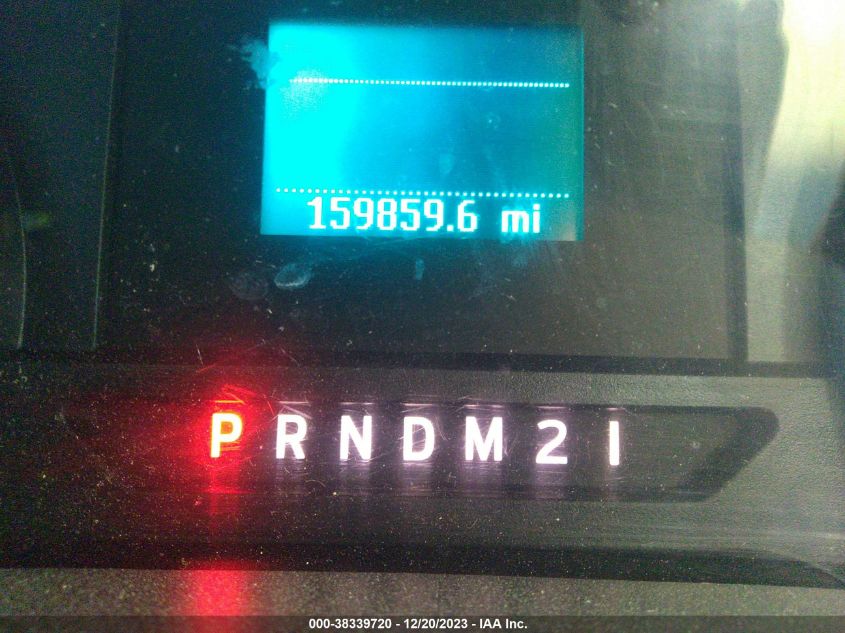 159859.6 mi
P R N D M 2 1
000-38339720 - 12/20/2023 - IAA Inc.